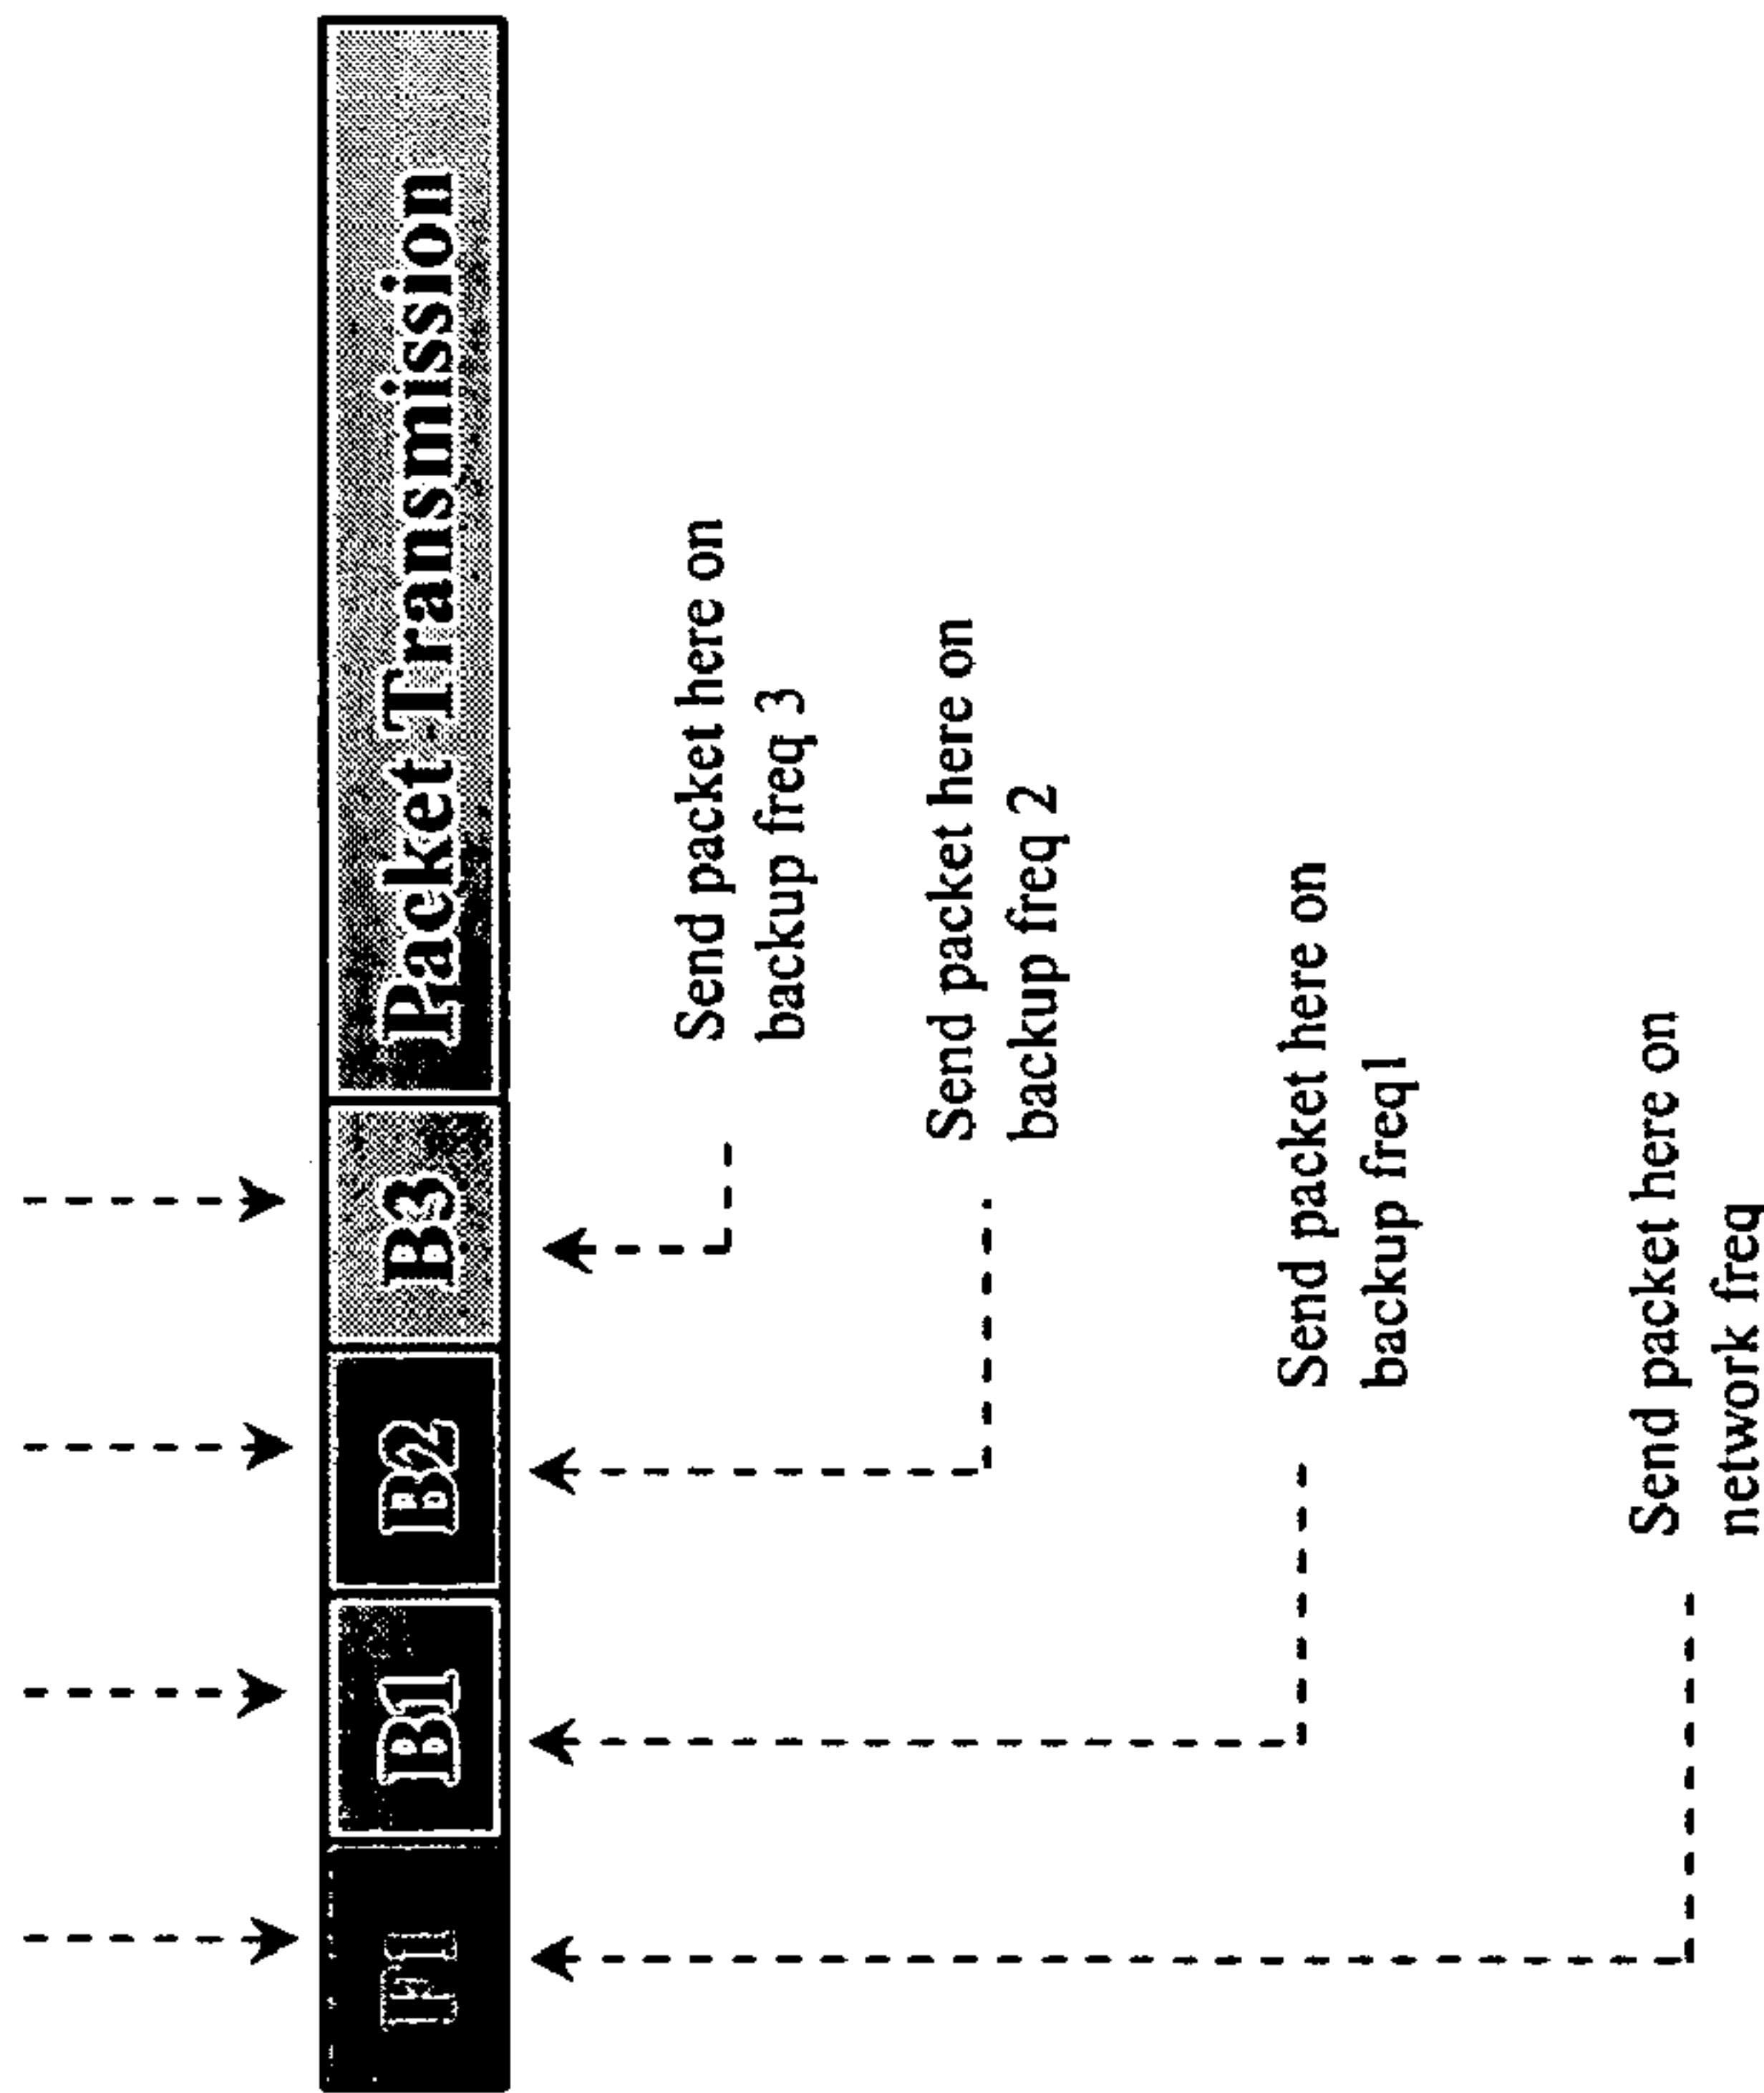 F1
B1
B2
B3
Packet Transmission
Send packet here on
backup freq 3
Send packet here on
backup freq 2
Send packet here on
backup freq1
Send packet here on
network freq